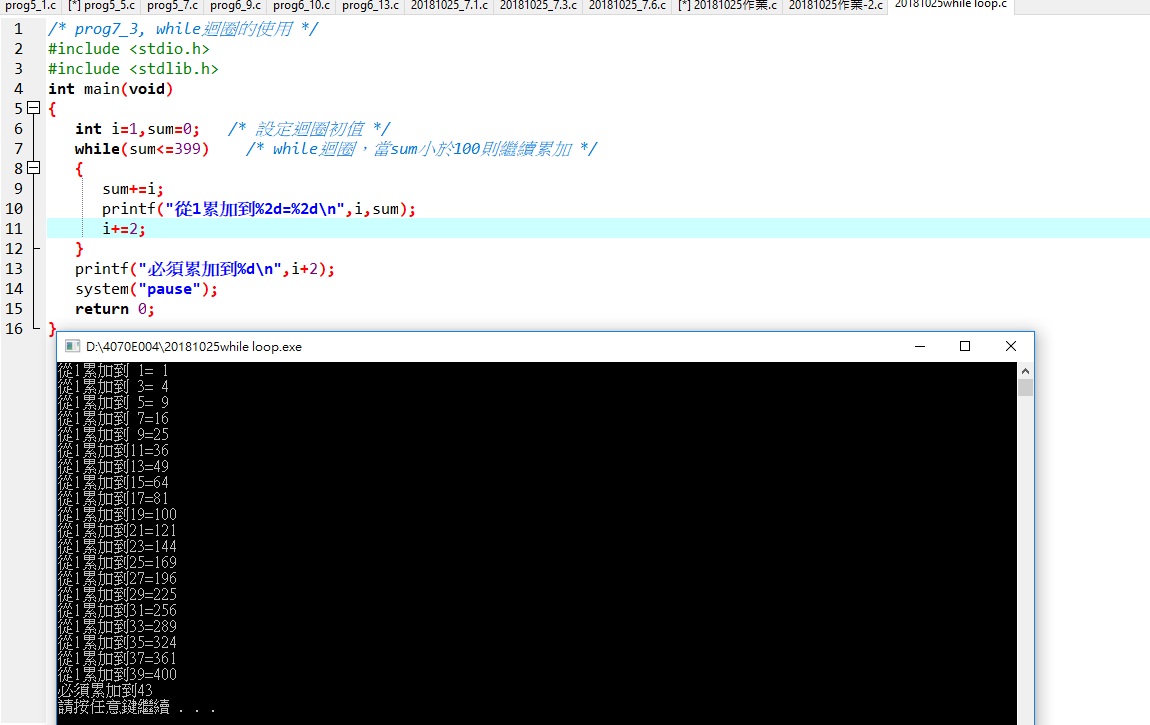 prog5_1.c [*] prog5_5.c prog5_7.c prog6_9.c prog6_10.c prog6_13.c 20181025_7.1.c 20181025_7.3.c 20181025_7.6.c [*] 20181025作業.c 20181025作業-2.c 20181025while loop.c
1 /* prog7_3, while迴圈的使用 */
2 #include <stdio.h>
3 #include <stdlib.h>
4 int main(void)
5 {
6 int i=1,sum=0; /* 設定迴圈初值 */
7 while(sum<=399) /* while迴圈，當sum小於100則繼續累加 */
8 {
9 sum+=i;
10 printf("從1累加到%2d=%2d\n",i,sum);
11 i+=2;
12 }
13 printf("必須累加到%d\n",i+2);
14 system("pause");
15 return 0;
16 }
D:\4070E004\20181025while loop.exe
從1累加到 1= 1
從1累加到 3= 4
從1累加到 5= 9
從1累加到 7=16
從1累加到 9=25
從1累加到11=36
從1累加到13=49
從1累加到15=64
從1累加到17=81
從1累加到19=100
從1累加到21=121
從1累加到23=144
從1累加到25=169
從1累加到27=196
從1累加到29=225
從1累加到31=256
從1累加到33=289
從1累加到35=324
從1累加到37=361
從1累加到39=400
必須累加到43
請按任意鍵繼續 . . .